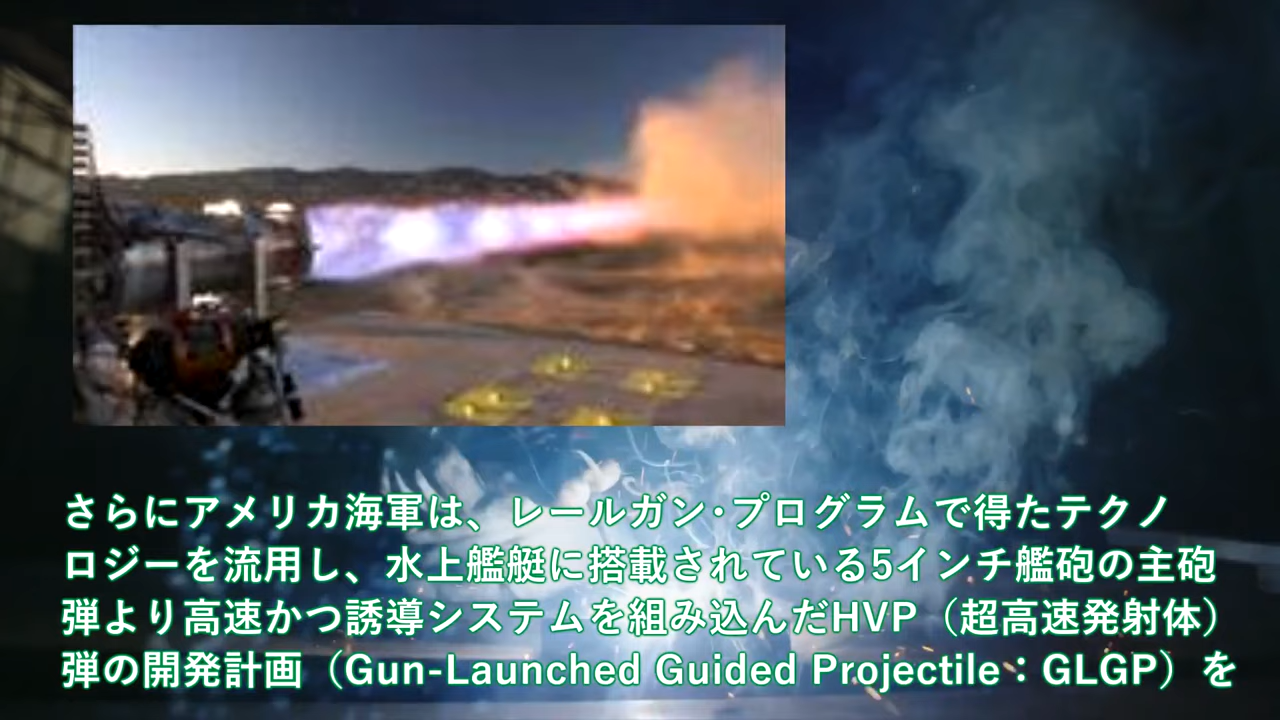 さらにアメリカ海軍は、レールガン･プログラムで得たテクノ
ロジーを流用し、水上艦艇に搭載されている5インチ艦砲の主砲
弾より高速かつ誘導システムを組み込んだHVP（超高速発射体）
弾の開発計画（Gun-Launched Guided Projectile：GLGP）を